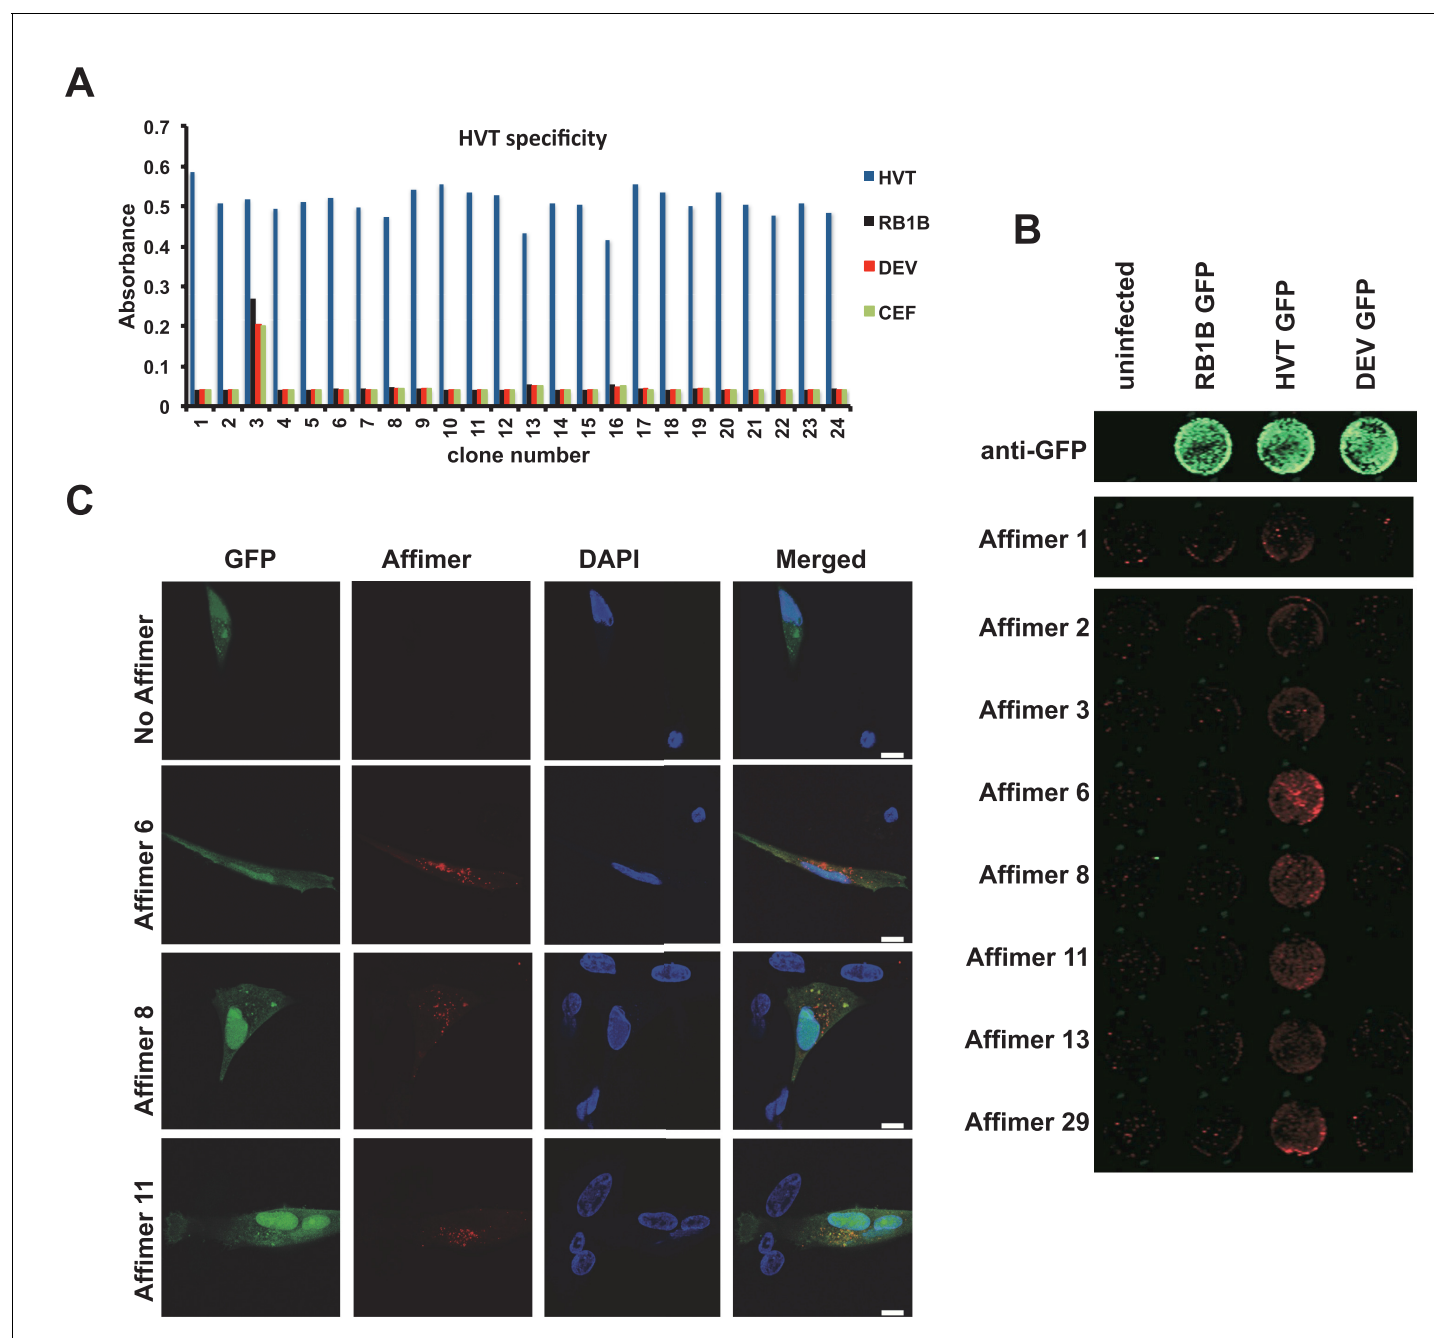 A
HVT specificity
Absorbance
0.7
0.6
0.5
0.4
0.3
0.2
0.1
0
1 2 3 4 5 6 7 8 9 10 11 12 13 14 15 16 17 18 19 20 21 22 23 24
clone number
HVT
RB1B
DEV
CEF
B
uninfected
RB1B GFP
HVT GFP
DEV GFP
anti-GFP
Affimer 1
Affimer 2
Affimer 3
Affimer 6
Affimer 8
Affimer 11
Affimer 13
Affimer 29
C
GFP Affimer DAPI Merged
No Affimer
Affimer 6
Affimer 8
Affimer 11